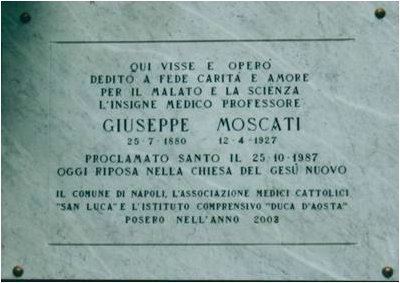 QUI VISSE E OPERÒ
DEDITO A FEDE CARITÀ E AMORE
PER IL MALATO E LA SCIENZA
L'INSIGNE MEDICO PROFESSORE
GIUSEPPE MOSCATI
25-7-1880 12-4-1927
PROCLAMATO SANTO IL 25-10-1987
OGGI RIPOSA NELLA CHIESA DEL GESÙ NUOVO
IL COMUNE DI NAPOLI, L'ASSOCIAZIONE MEDICI CATTOLICI
"SAN LUCA" E L'ISTITUTO COMPRENSIVO "DUCA D'AOSTA"
POSERO NELL'ANNO 2003